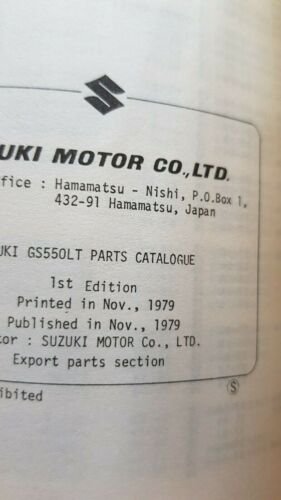 UKI MOTOR CO.,LTD.
fice : Hamamatsu - Nishi, P.O.Box 1,
432-91 Hamamatsu, Japan
UKI GS550LT PARTS CATALOGUE
1st Edition
Printed in Nov., 1979
Published in Nov., 1979
tor : SUZUKI MOTOR Co., LTD.
Export parts section
ibited
S